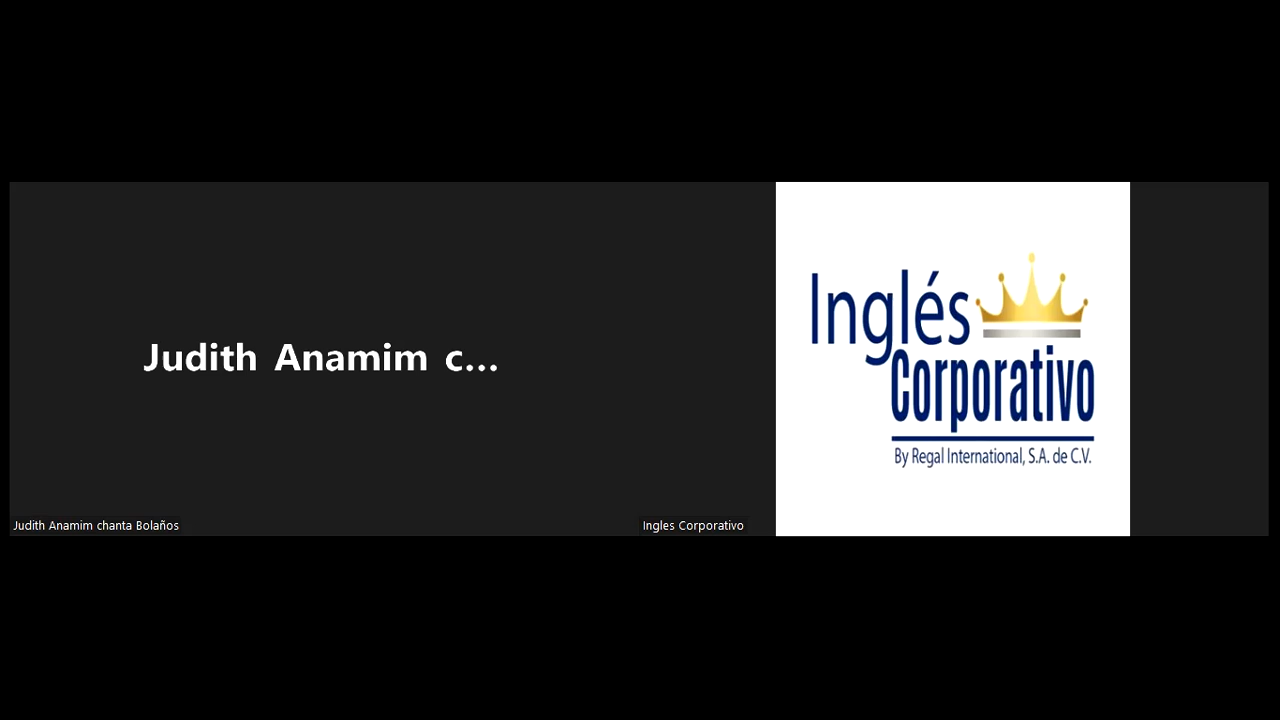 Judith Anamim c...
Judith Anamim chanta Bolaños
Ingles Corporativo
Inglés
Corporativo
By Regal International, S.A. de C.V.